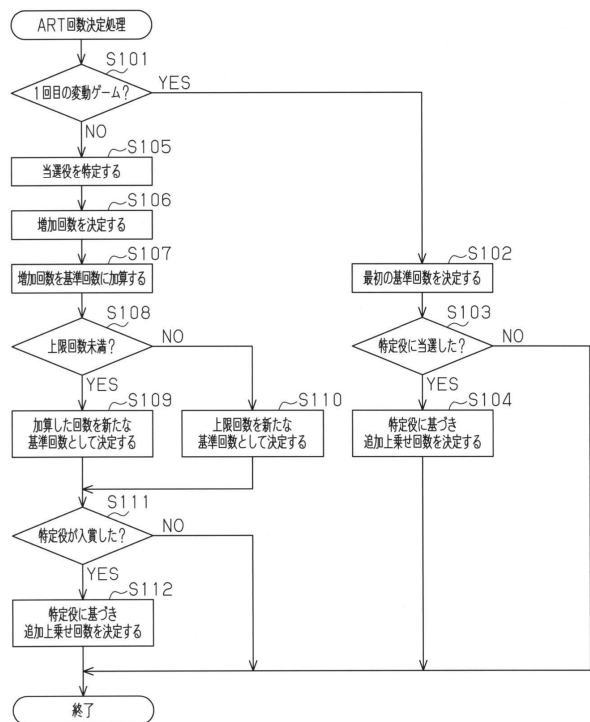 ART回数決定処理
S101
1回目の変動ゲーム?
YES
NO
S105
当選役を特定する
S106
増加回数を決定する
S107
増加回数を基準回数に加算する
S108
上限回数未満?
NO
YES
S109
加算した回数を新たな
基準回数として決定する
S110
上限回数を新たな
基準回数として決定する
S111
特定役が入賞した?
NO
YES
S112
特定役に基づき
追加上乗せ回数を決定する
S102
最初の基準回数を決定する
S103
特定役に当選した?
NO
YES
S104
特定役に基づき
追加上乗せ回数を決定する
終了